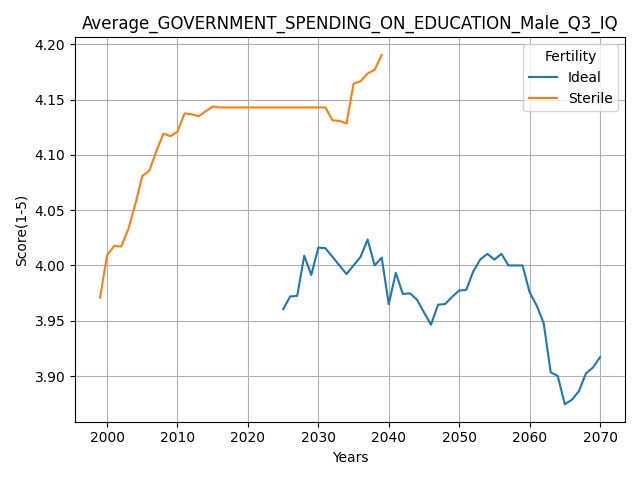 Average_GOVERNMENT_SPENDING_ON_EDUCATION_Male_Q3_IQ
4.20
4.15
4.10
4.05
4.00
3.95
3.90
Score(1-5)
Fertility
Ideal
Sterile
2000 2010 2020 2030 2040 2050 2060 2070
Years